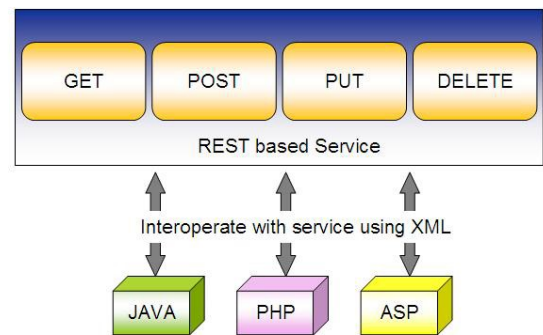 GET POST PUT DELETE
REST based Service
Interoperate with service using XML
JAVA PHP ASP